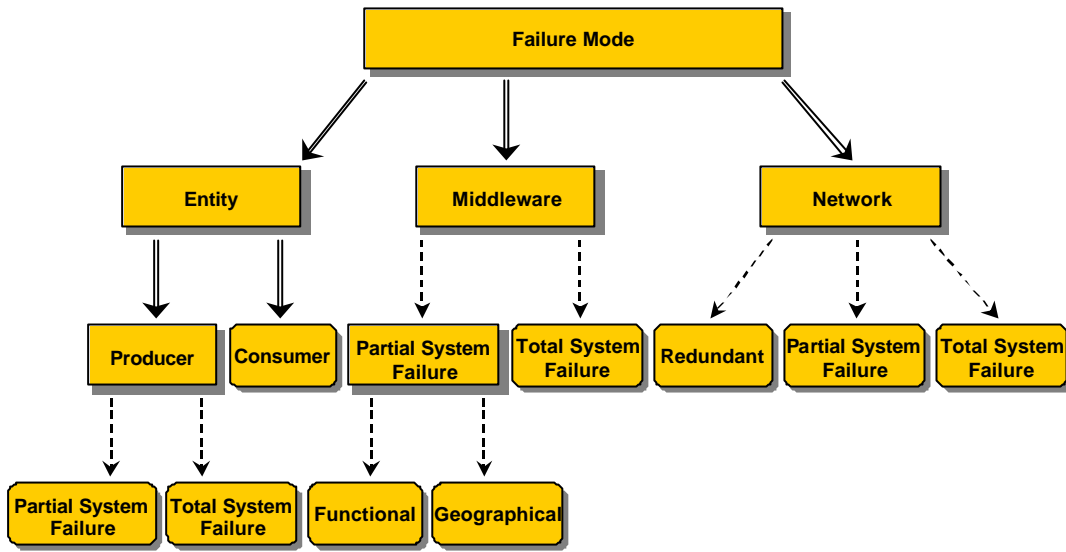 Failure Mode
Entity
Middleware
Network
Producer
Consumer
Partial System
Failure
Total System
Failure
Redundant
Partial System
Failure
Total System
Failure
Partial System
Failure
Total System
Failure
Functional
Geographical